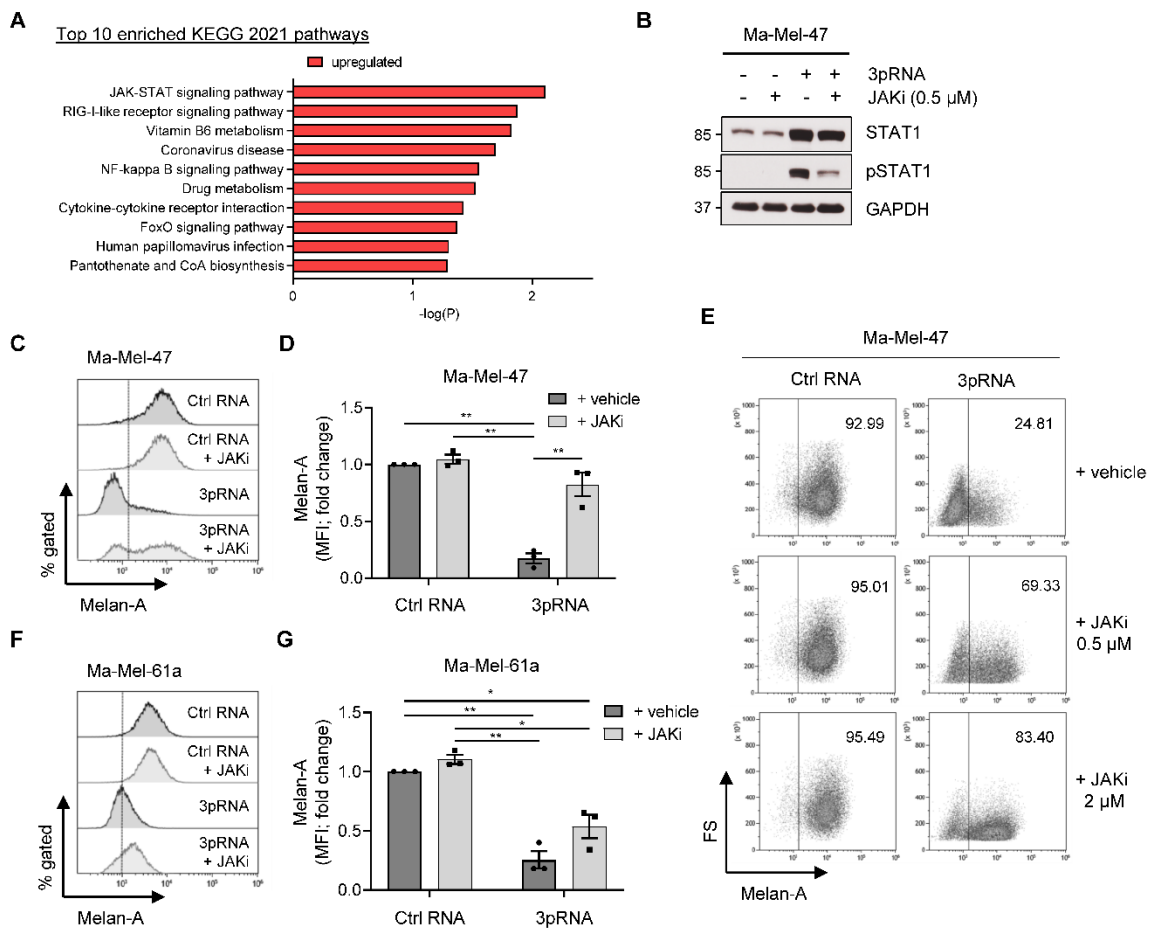 A
Top 10 enriched KEGG 2021 pathways
upregulated
JAK-STAT signaling pathway
RIG-I-like receptor signaling pathway
Vitamin B6 metabolism
Coronavirus disease
NF-kappa B signaling pathway
Drug metabolism
Cytokine-cytokine receptor interaction
FoxO signaling pathway
Human papillomavirus infection
Pantothenate and CoA biosynthesis
0 1 2
-log(P)
B
Ma-Mel-47
- - + + 3pRNA
- + - + JAKi (0.5 µM)
85 STAT1
85 pSTAT1
37 GAPDH
C
Ma-Mel-47
Ctrl RNA
Ctrl RNA
+ JAKi
3pRNA
3pRNA
+ JAKi
% gated
10³ 10⁴ 10⁵ 10⁶
Melan-A
D
Ma-Mel-47
+ vehicle
+ JAKi
**
**
**
Melan-A
(MFI; fold change)
1.5
1.0
0.5
0.0
Ctrl RNA 3pRNA
E
Ma-Mel-47
Ctrl RNA 3pRNA
92.99 24.81
+ vehicle
95.01 69.33
+ JAKi
0.5 µM
95.49 83.40
+ JAKi
2 µM
FS
Melan-A
F
Ma-Mel-61a
Ctrl RNA
Ctrl RNA
+ JAKi
3pRNA
3pRNA
+ JAKi
% gated
10³ 10⁴ 10⁵ 10⁶
Melan-A
G
Ma-Mel-61a
+ vehicle
+ JAKi
*
**
*
**
Melan-A
(MFI; fold change)
1.5
1.0
0.5
0.0
Ctrl RNA 3pRNA